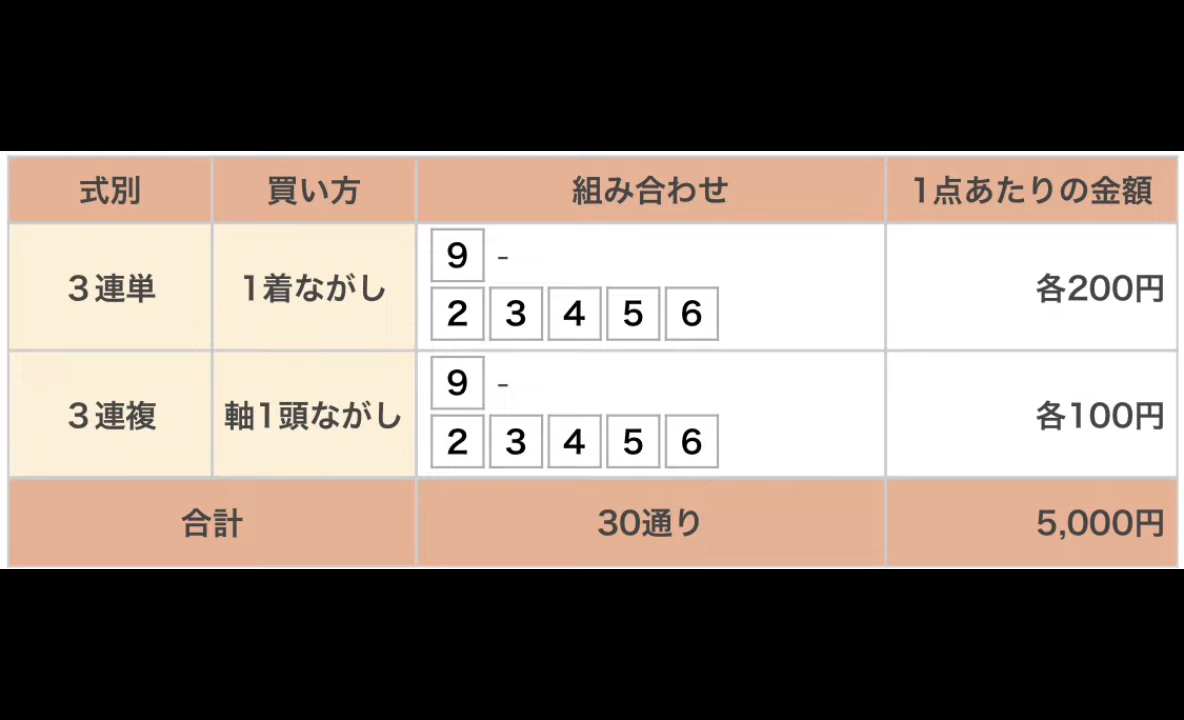 式別 買い方 組み合わせ 1点あたりの金額
３連単 1着ながし 9 - 各200円
2 3 4 5 6
３連複 軸1頭ながし 9 - 各100円
2 3 4 5 6
合計 30通り 5,000円